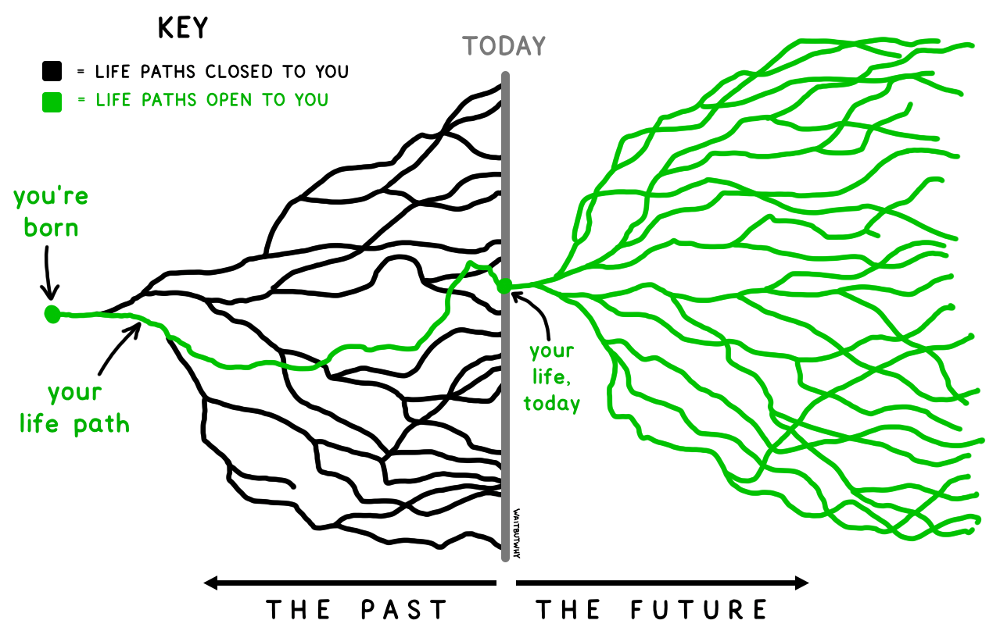 KEY
= LIFE PATHS CLOSED TO YOU
= LIFE PATHS OPEN TO YOU
TODAY
you're
born
your
life path
your
life,
today
WAITBUTWHY
THE PAST
THE FUTURE